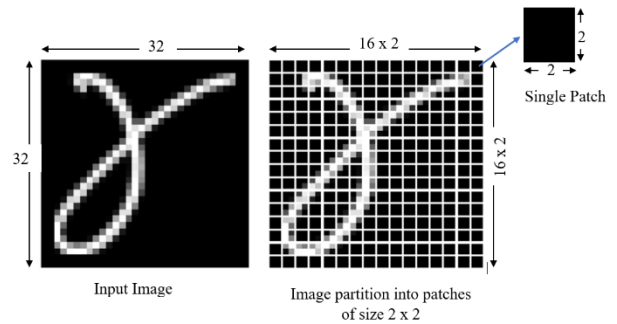 32
16 x 2
2
2
Single Patch
32
16 x 2
Input Image
Image partition into patches
of size 2 x 2